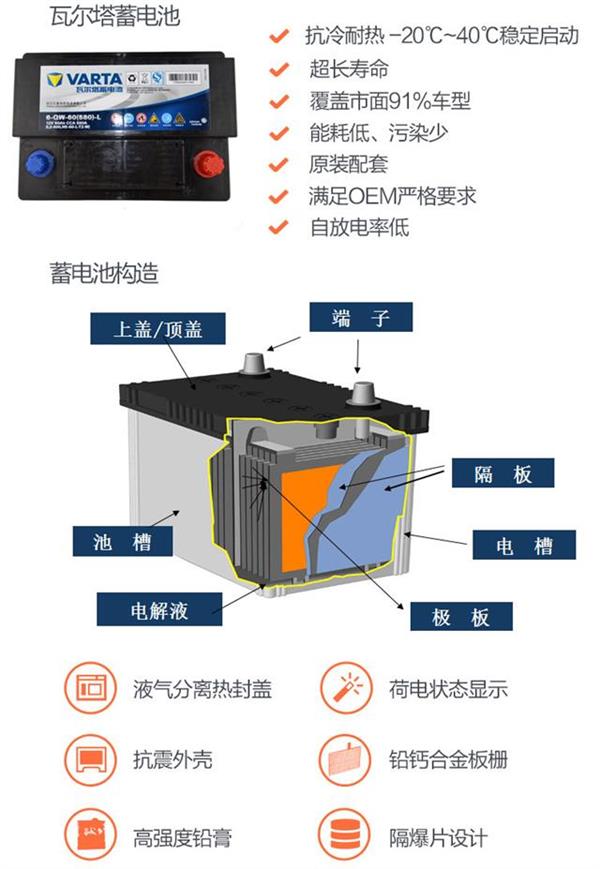 瓦尔塔蓄电池
抗冷耐热 -20℃~40℃稳定启动
超长寿命
覆盖市面91%车型
能耗低、污染少
原装配套
满足OEM严格要求
自放电率低
VARTA
瓦尔塔蓄电池
6-QW-60(580)-L
蓄电池构造
上盖/顶盖
端 子
隔 板
池 槽
电 槽
电解液
极 板
液气分离热封盖
荷电状态显示
抗震外壳
铅钙合金板栅
高强度铅膏
隔爆片设计